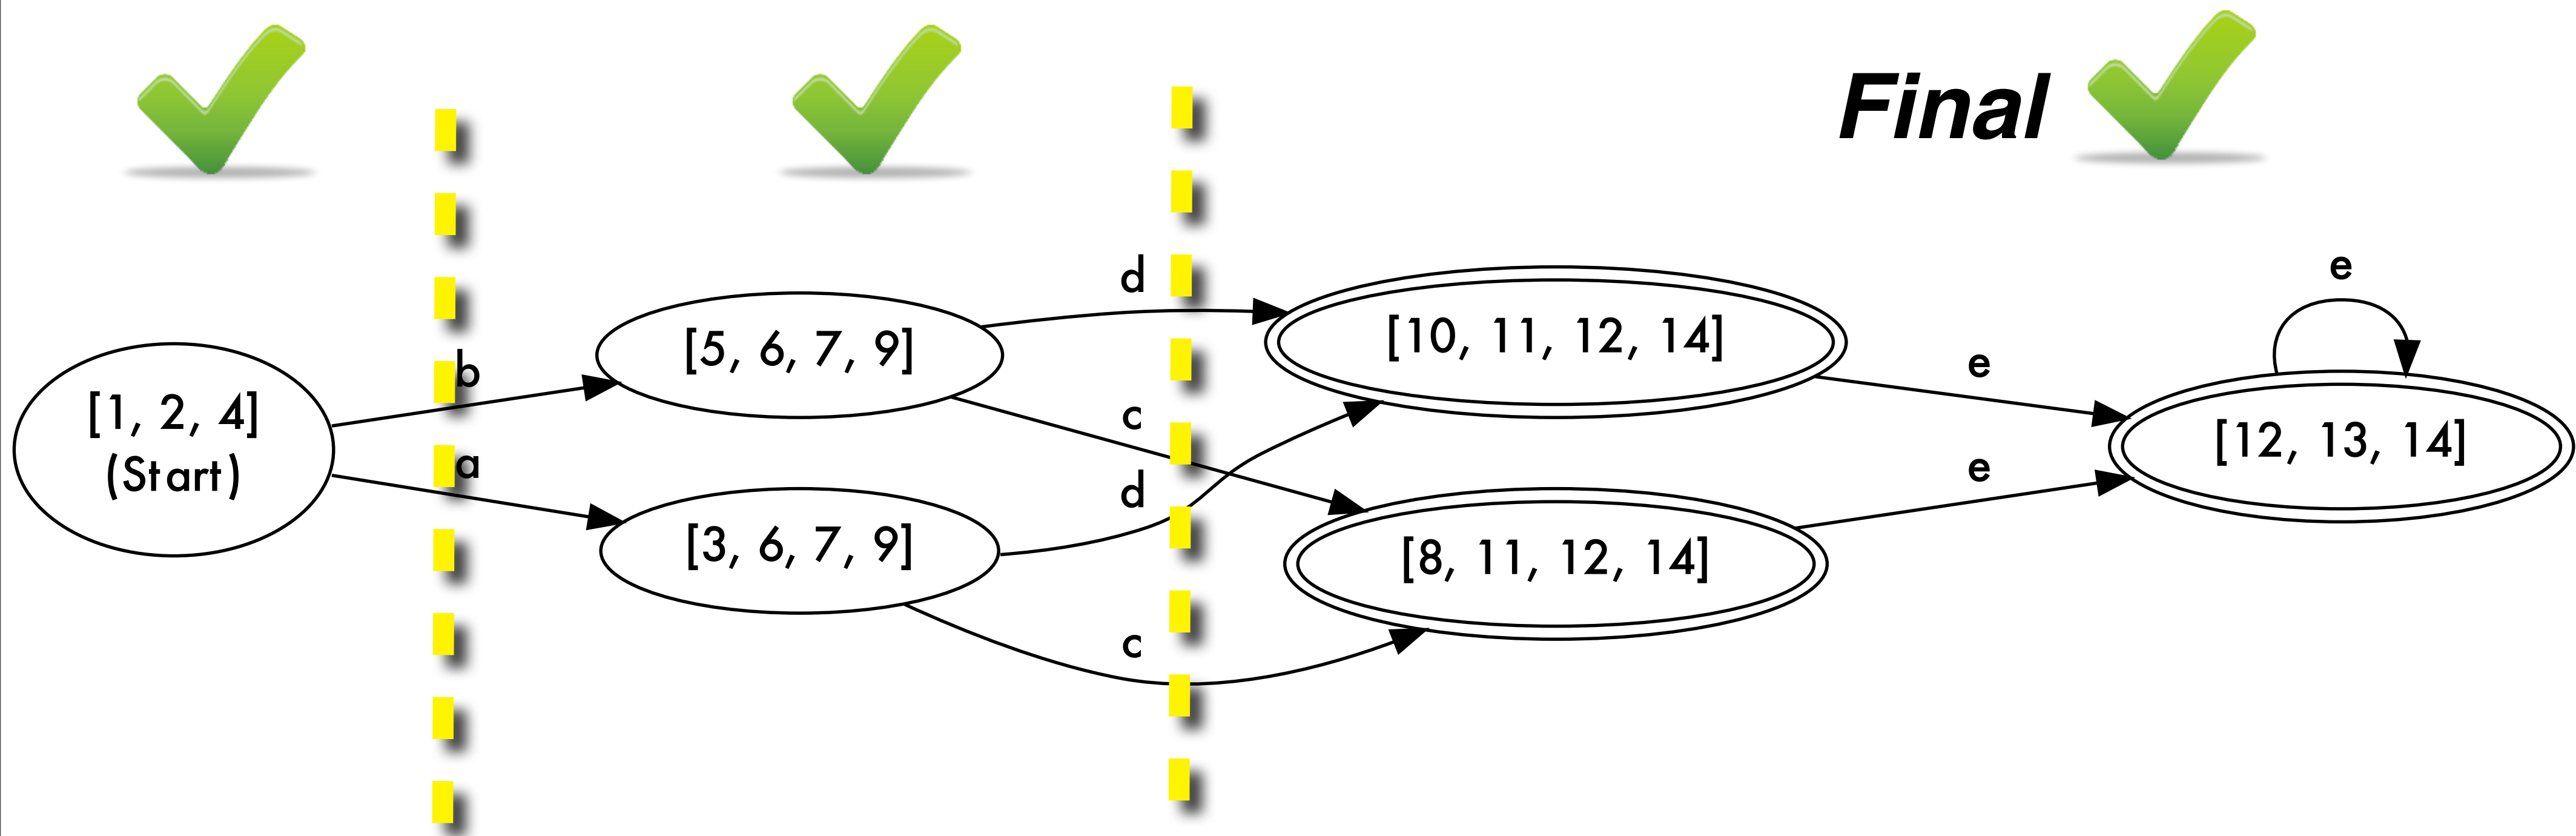 Final
[1, 2, 4]
(Start)
b
a
[5, 6, 7, 9]
[3, 6, 7, 9]
d
c
d
c
[10, 11, 12, 14]
[8, 11, 12, 14]
e
e
e
[12, 13, 14]